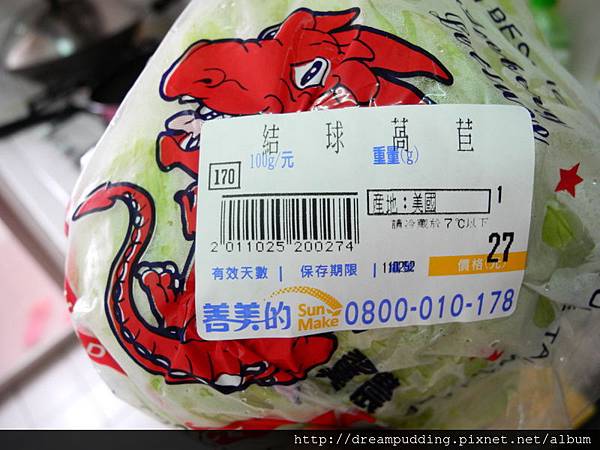 結球萵苣
100g/元 重量(g)
170
產地：美國 1
請冷藏於7℃以下
2 011025 200274
27
價格(元)
有效天數 | 保存期限 |
善美的 Sun Make 0800-010-178
http://dreampudding.pixnet.net/album